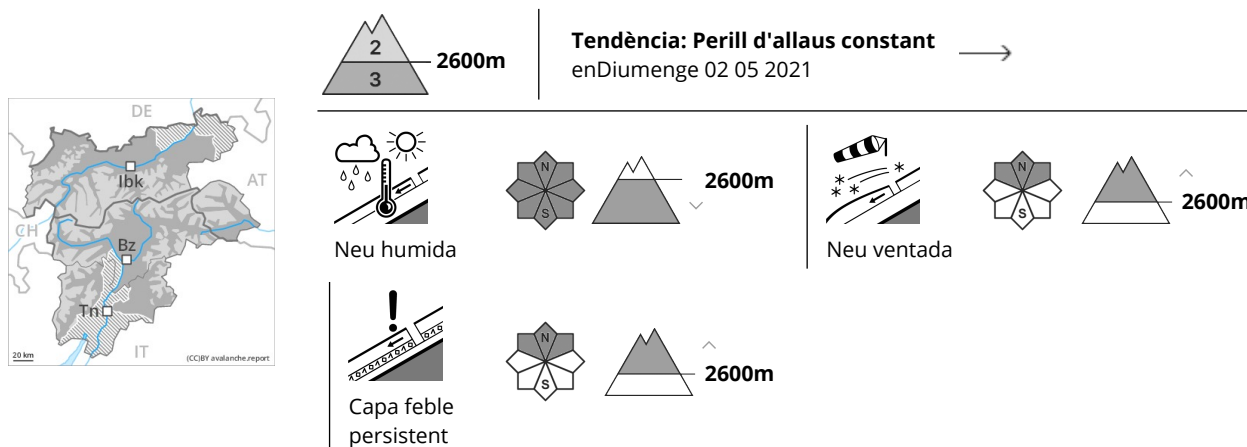 2
3
2600m
Tendència: Perill d'allaus constant
enDiumenge 02 05 2021
DE
Ibk
AT
CH
Bz
Tn
IT
20 km
(CC)BY avalanche.report
N
S
2600m
Neu humida
N
S
2600m
Neu ventada
N
S
2600m
Capa feble
persistent